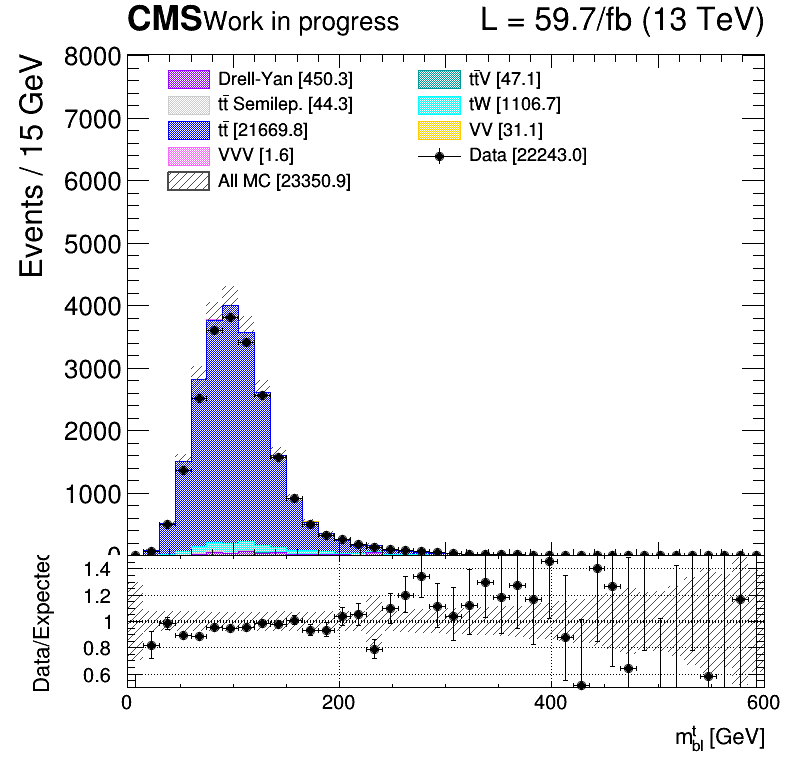 CMS Work in progress L = 59.7/fb (13 TeV)
Events / 15 GeV
8000
7000
6000
5000
4000
3000
2000
1000
0
Drell-Yan [450.3]
tt̄ Semilep. [44.3]
tt̄ [21669.8]
VVV [1.6]
All MC [23350.9]
tt̄V [47.1]
tW [1106.7]
VV [31.1]
Data [22243.0]
Data/Expected
1.4
1.2
1
0.8
0.6
0 200 400 600
m^t_bl [GeV]